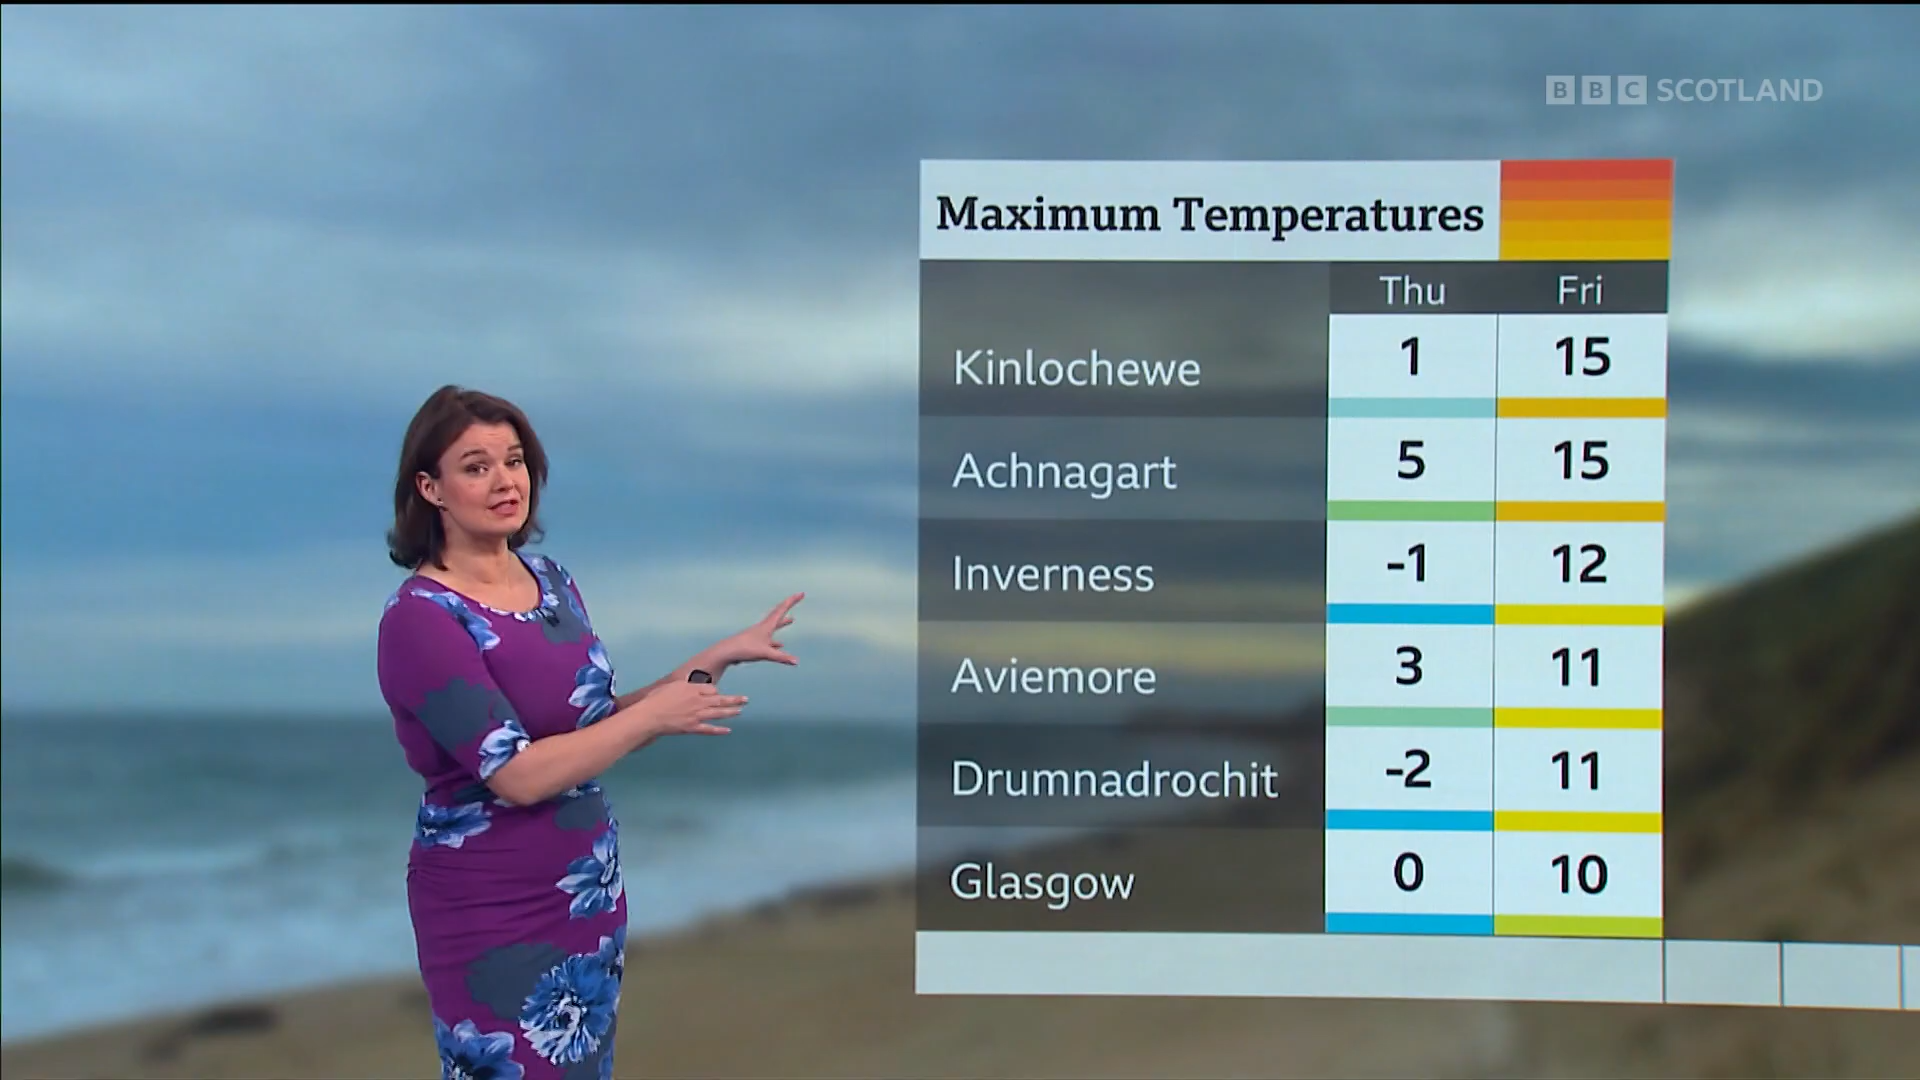 BBC SCOTLAND
Maximum Temperatures
Thu Fri
Kinlochewe 1 15
Achnagart 5 15
Inverness -1 12
Aviemore 3 11
Drumnadrochit -2 11
Glasgow 0 10